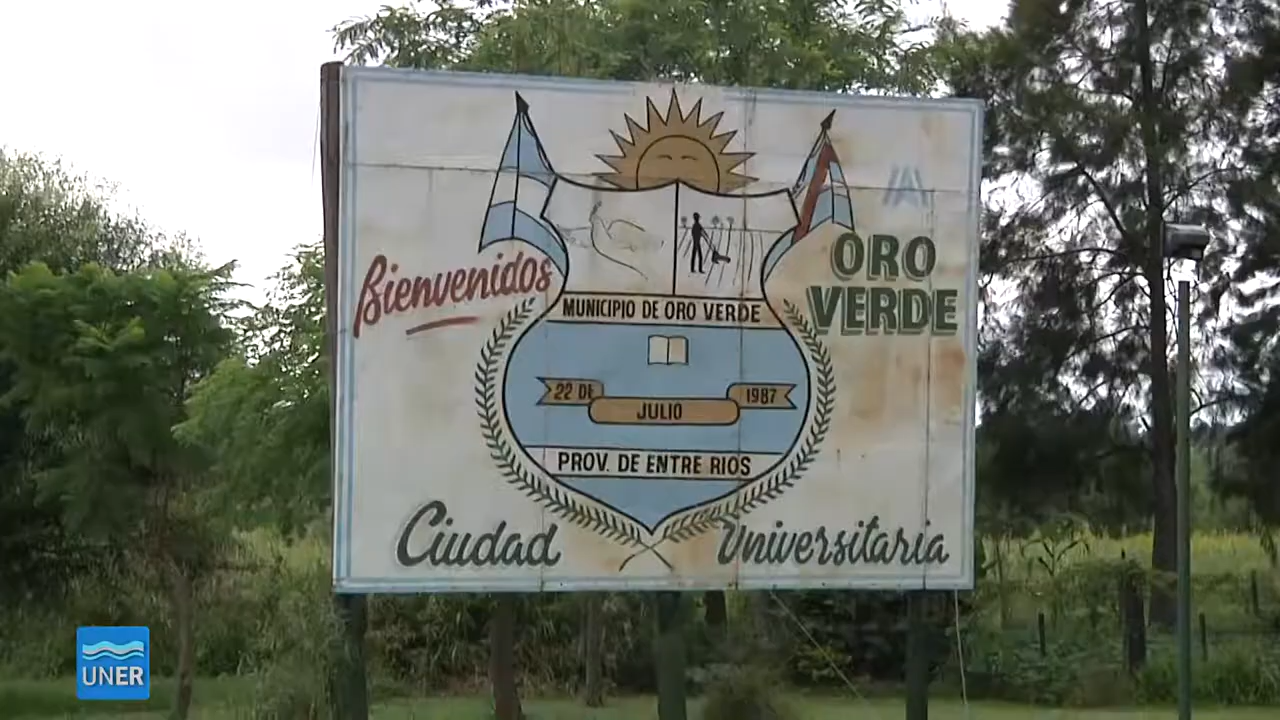 Bienvenidos
ORO
VERDE
MUNICIPIO DE ORO VERDE
22 DE
JULIO
1987
PROV. DE ENTRE RIOS
Ciudad Universitaria
UNER